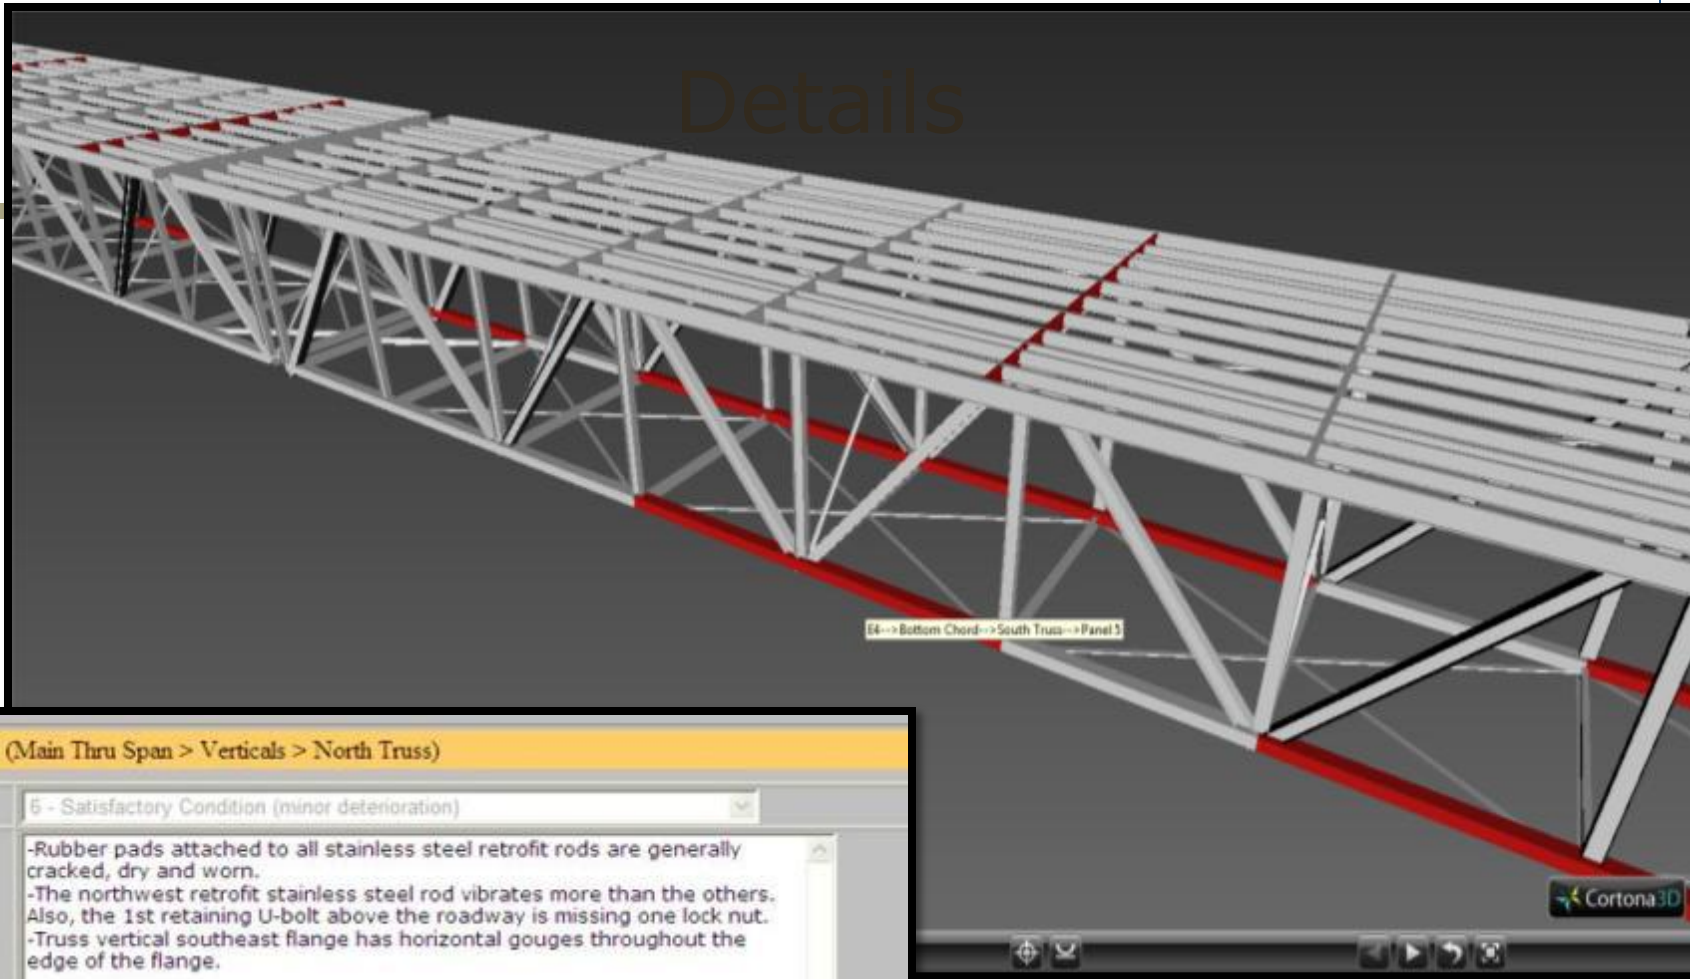 Details
E4-->Bottom Chord-->South Truss-->Panel 5
(Main Thru Span > Verticals > North Truss)
6 - Satisfactory Condition (minor deterioration)
-Rubber pads attached to all stainless steel retrofit rods are generally
cracked, dry and worn.
-The northwest retrofit stainless steel rod vibrates more than the others.
Also, the 1st retaining U-bolt above the roadway is missing one lock nut.
-Truss vertical southeast flange has horizontal gouges throughout the
edge of the flange.
Cortona3D